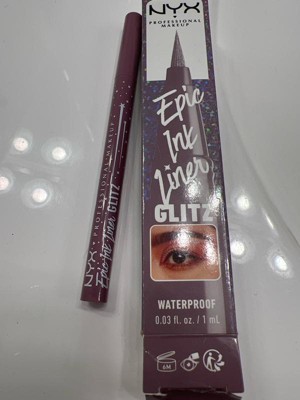 NYX
PROFESSIONAL
MAKEUP
Epic
Ink
Liner
GLITZ
WATERPROOF
0.03 fl. oz. / 1 mL
6M
NYX
PROFESSIONAL MAKEUP
Epic Ink Liner GLITZ